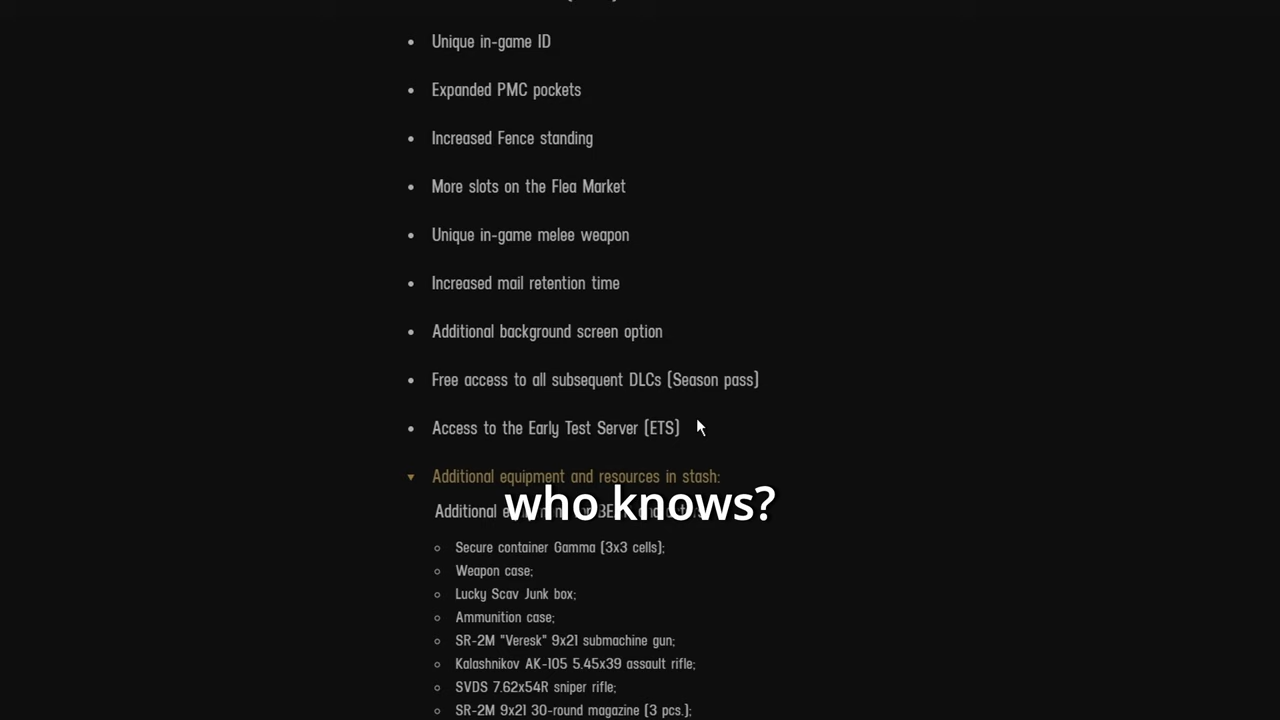 • Unique in-game ID
• Expanded PMC pockets
• Increased Fence standing
• More slots on the Flea Market
• Unique in-game melee weapon
• Increased mail retention time
• Additional background screen option
• Free access to all subsequent DLCs (Season pass)
• Access to the Early Test Server (ETS)
▾ Additional equipment and resources in stash:
who knows?
Additional
○ Secure container Gamma (3x3 cells);
○ Weapon case;
○ Lucky Scav Junk box;
○ Ammunition case;
○ SR-2M "Veresk" 9x21 submachine gun;
○ Kalashnikov AK-105 5.45x39 assault rifle;
○ SVDS 7.62x54R sniper rifle;
○ SR-2M 9x21 30-round magazine (3 pcs.);